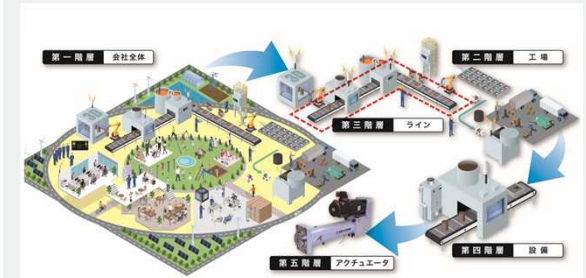 第一階層 会社全体
第二階層 工場
第三階層 ライン
第四階層 設備
第五階層 アクチュエータ